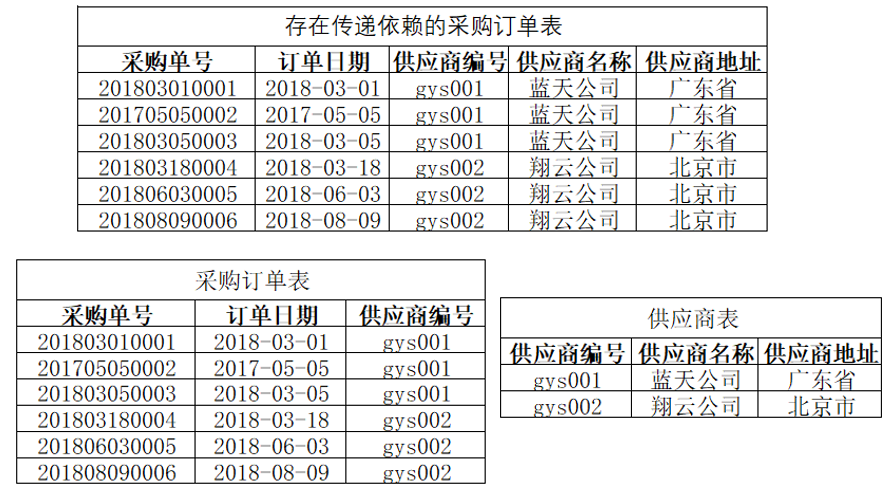 存在传递依赖的采购订单表
采购单号 订单日期 供应商编号 供应商名称 供应商地址
201803010001 2018-03-01 gys001 蓝天公司 广东省
201705050002 2017-05-05 gys001 蓝天公司 广东省
201803050003 2018-03-05 gys001 蓝天公司 广东省
201803180004 2018-03-18 gys002 翔云公司 北京市
201806030005 2018-06-03 gys002 翔云公司 北京市
201808090006 2018-08-09 gys002 翔云公司 北京市
采购订单表
采购单号 订单日期 供应商编号
201803010001 2018-03-01 gys001
201705050002 2017-05-05 gys001
201803050003 2018-03-05 gys001
201803180004 2018-03-18 gys002
201806030005 2018-06-03 gys002
201808090006 2018-08-09 gys002
供应商表
供应商编号 供应商名称 供应商地址
gys001 蓝天公司 广东省
gys002 翔云公司 北京市